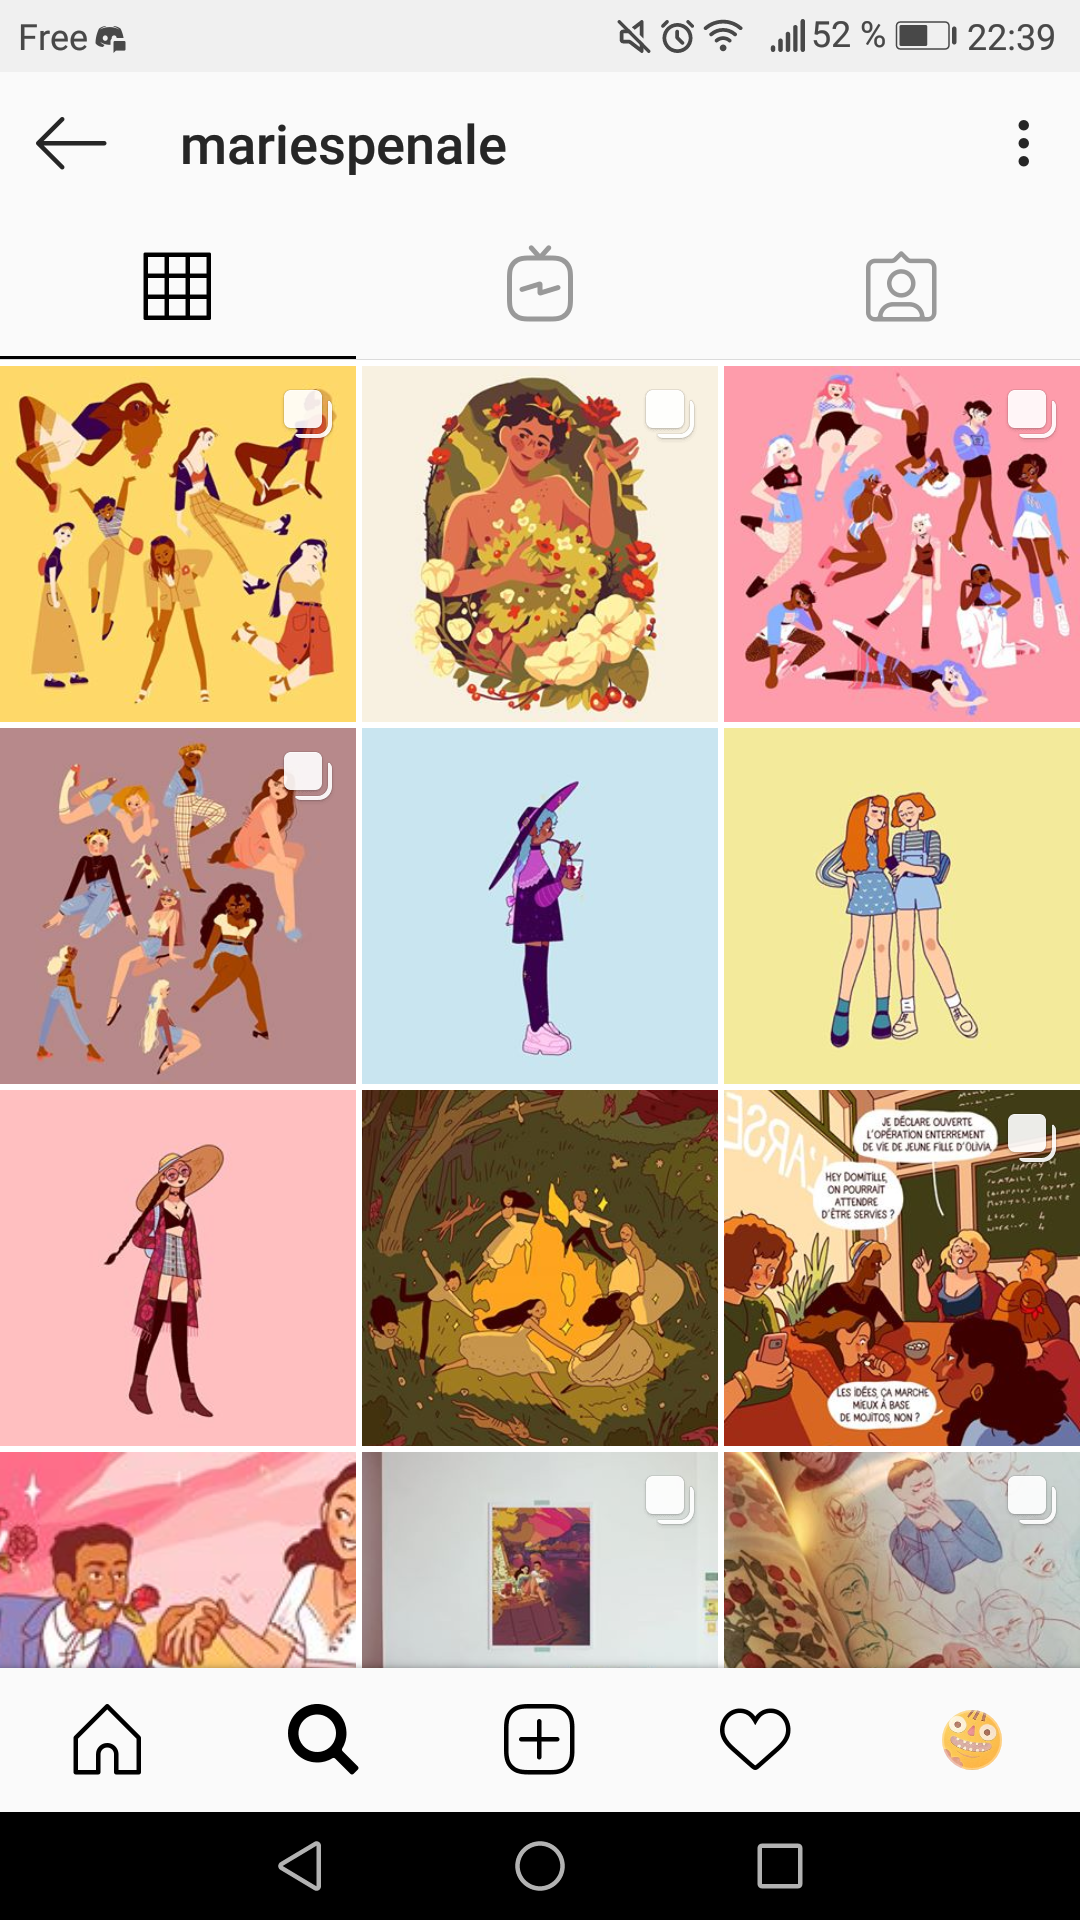 Free
52 %
22:39
mariespenale
JE DÉCLARE OUVERTE
L'OPÉRATION ENTERREMENT
DE VIE DE JEUNE FILLE D'OLIVIA.
HEY DOMITILLE,
ON POURRAIT
ATTENDRE
D'ÊTRE SERVIES ?
LES IDÉES, ÇA MARCHE
MIEUX À BASE
DE MOJITOS, NON ?